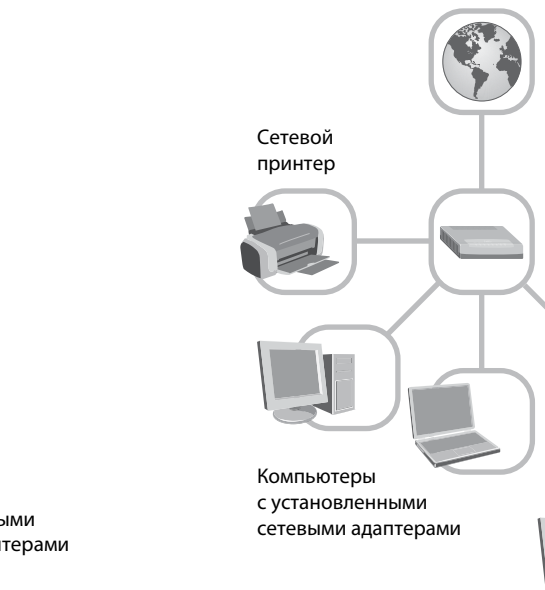 Сетевой
принтер
Компьютеры
с установленными
сетевыми адаптерами